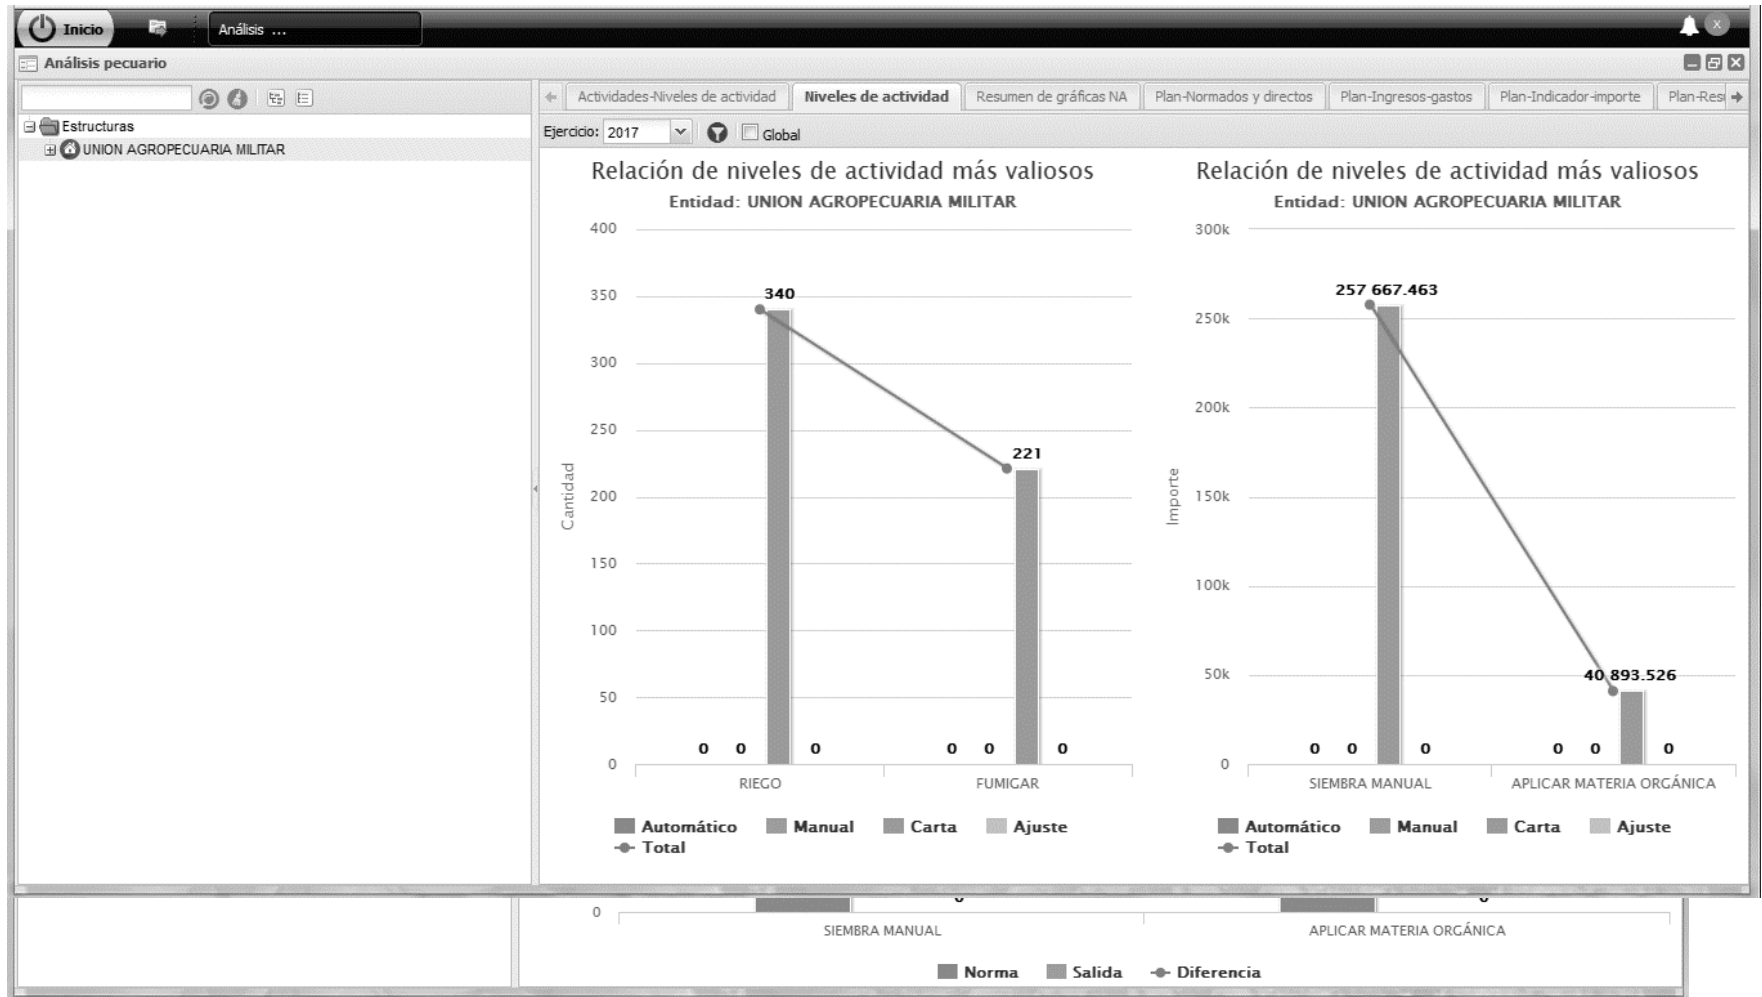 Inicio
Análisis ...
x
Análisis pecuario
Actividades-Niveles de actividad
Niveles de actividad
Resumen de gráficas NA
Plan-Normados y directos
Plan-Ingresos-gastos
Plan-Indicador-importe
Estructuras
UNION AGROPECUARIA MILITAR
Ejercicio: 2017
Global
Relación de niveles de actividad más valiosos
Entidad: UNION AGROPECUARIA MILITAR
400
350
300
250
200
150
100
50
0
Cantidad
340
221
0 0 0
0 0 0
RIEGO
FUMIGAR
Automático Manual Carta Ajuste
Total
Relación de niveles de actividad más valiosos
Entidad: UNION AGROPECUARIA MILITAR
300k
250k
200k
150k
100k
50k
0
Importe
257 667.463
40 893.526
0 0 0
0 0 0
SIEMBRA MANUAL
APLICAR MATERIA ORGÁNICA
Automático Manual Carta Ajuste
Total
0
SIEMBRA MANUAL
APLICAR MATERIA ORGÁNICA
Norma Salida Diferencia